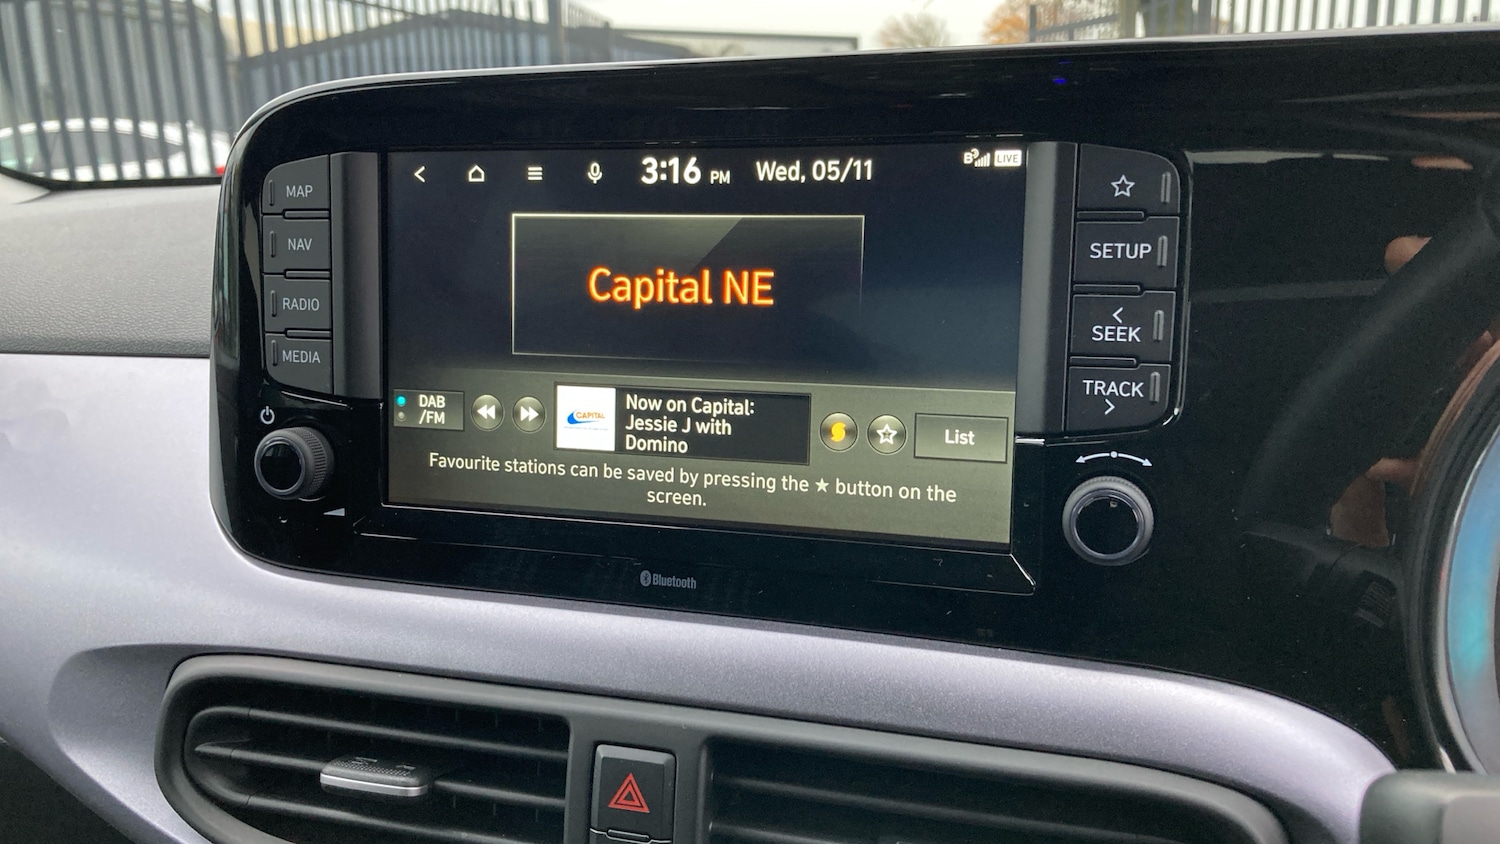 MAP
NAV
RADIO
MEDIA
3:16 PM Wed, 05/11
LIVE
Capital NE
DAB
/FM
CAPITAL
Now on Capital:
Jessie J with
Domino
List
Favourite stations can be saved by pressing the ★ button on the
screen.
SETUP
<
SEEK
TRACK
>
Bluetooth